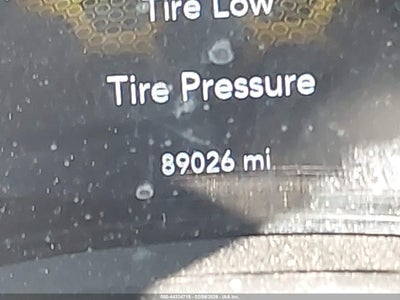 Tire Low
Tire Pressure
89026 mi